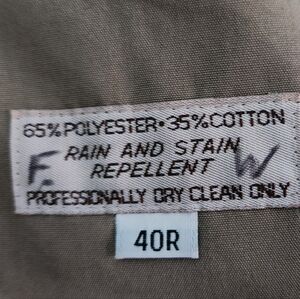 65% POLYESTER • 35% COTTON
F. RAIN AND STAIN W
REPELLENT
PROFESSIONALLY DRY CLEAN ONLY
40R